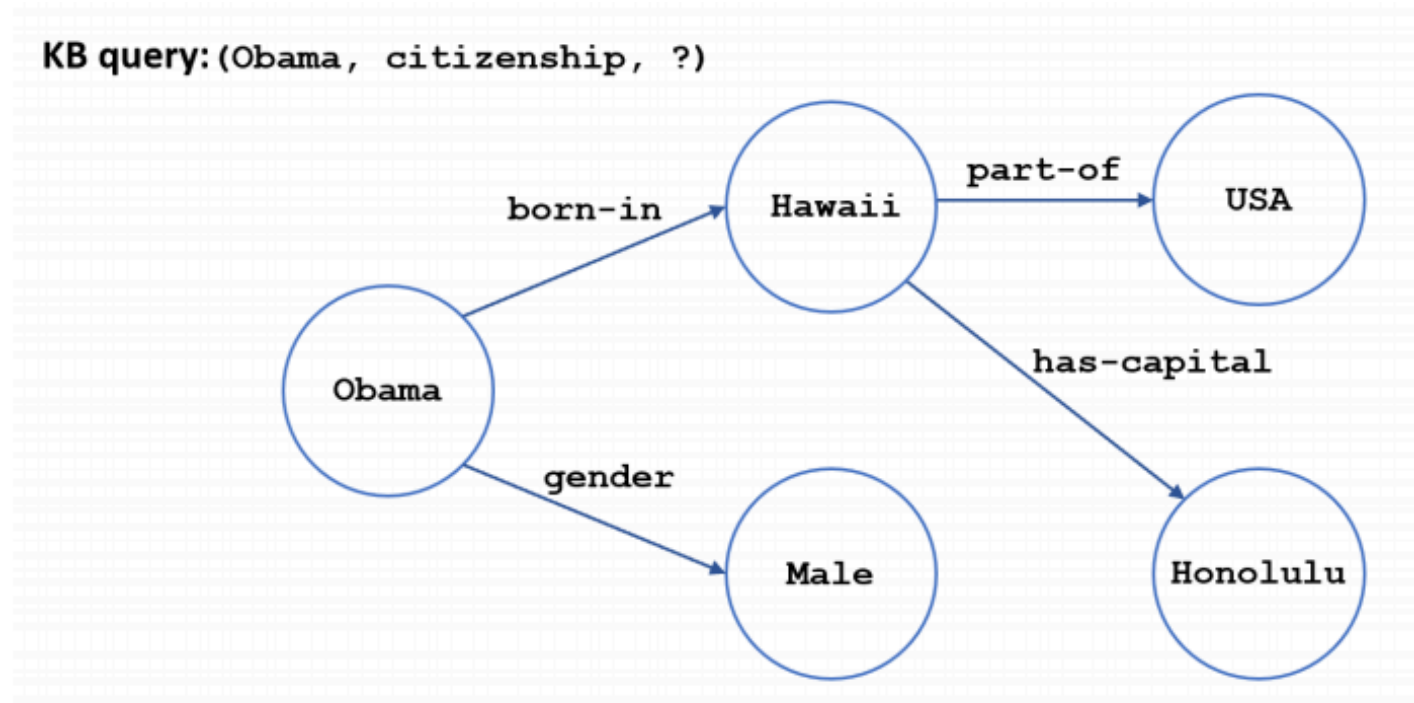 KB query: (Obama, citizenship, ?)
part-of
born-in
Hawaii
USA
has-capital
Obama
gender
Male
Honolulu